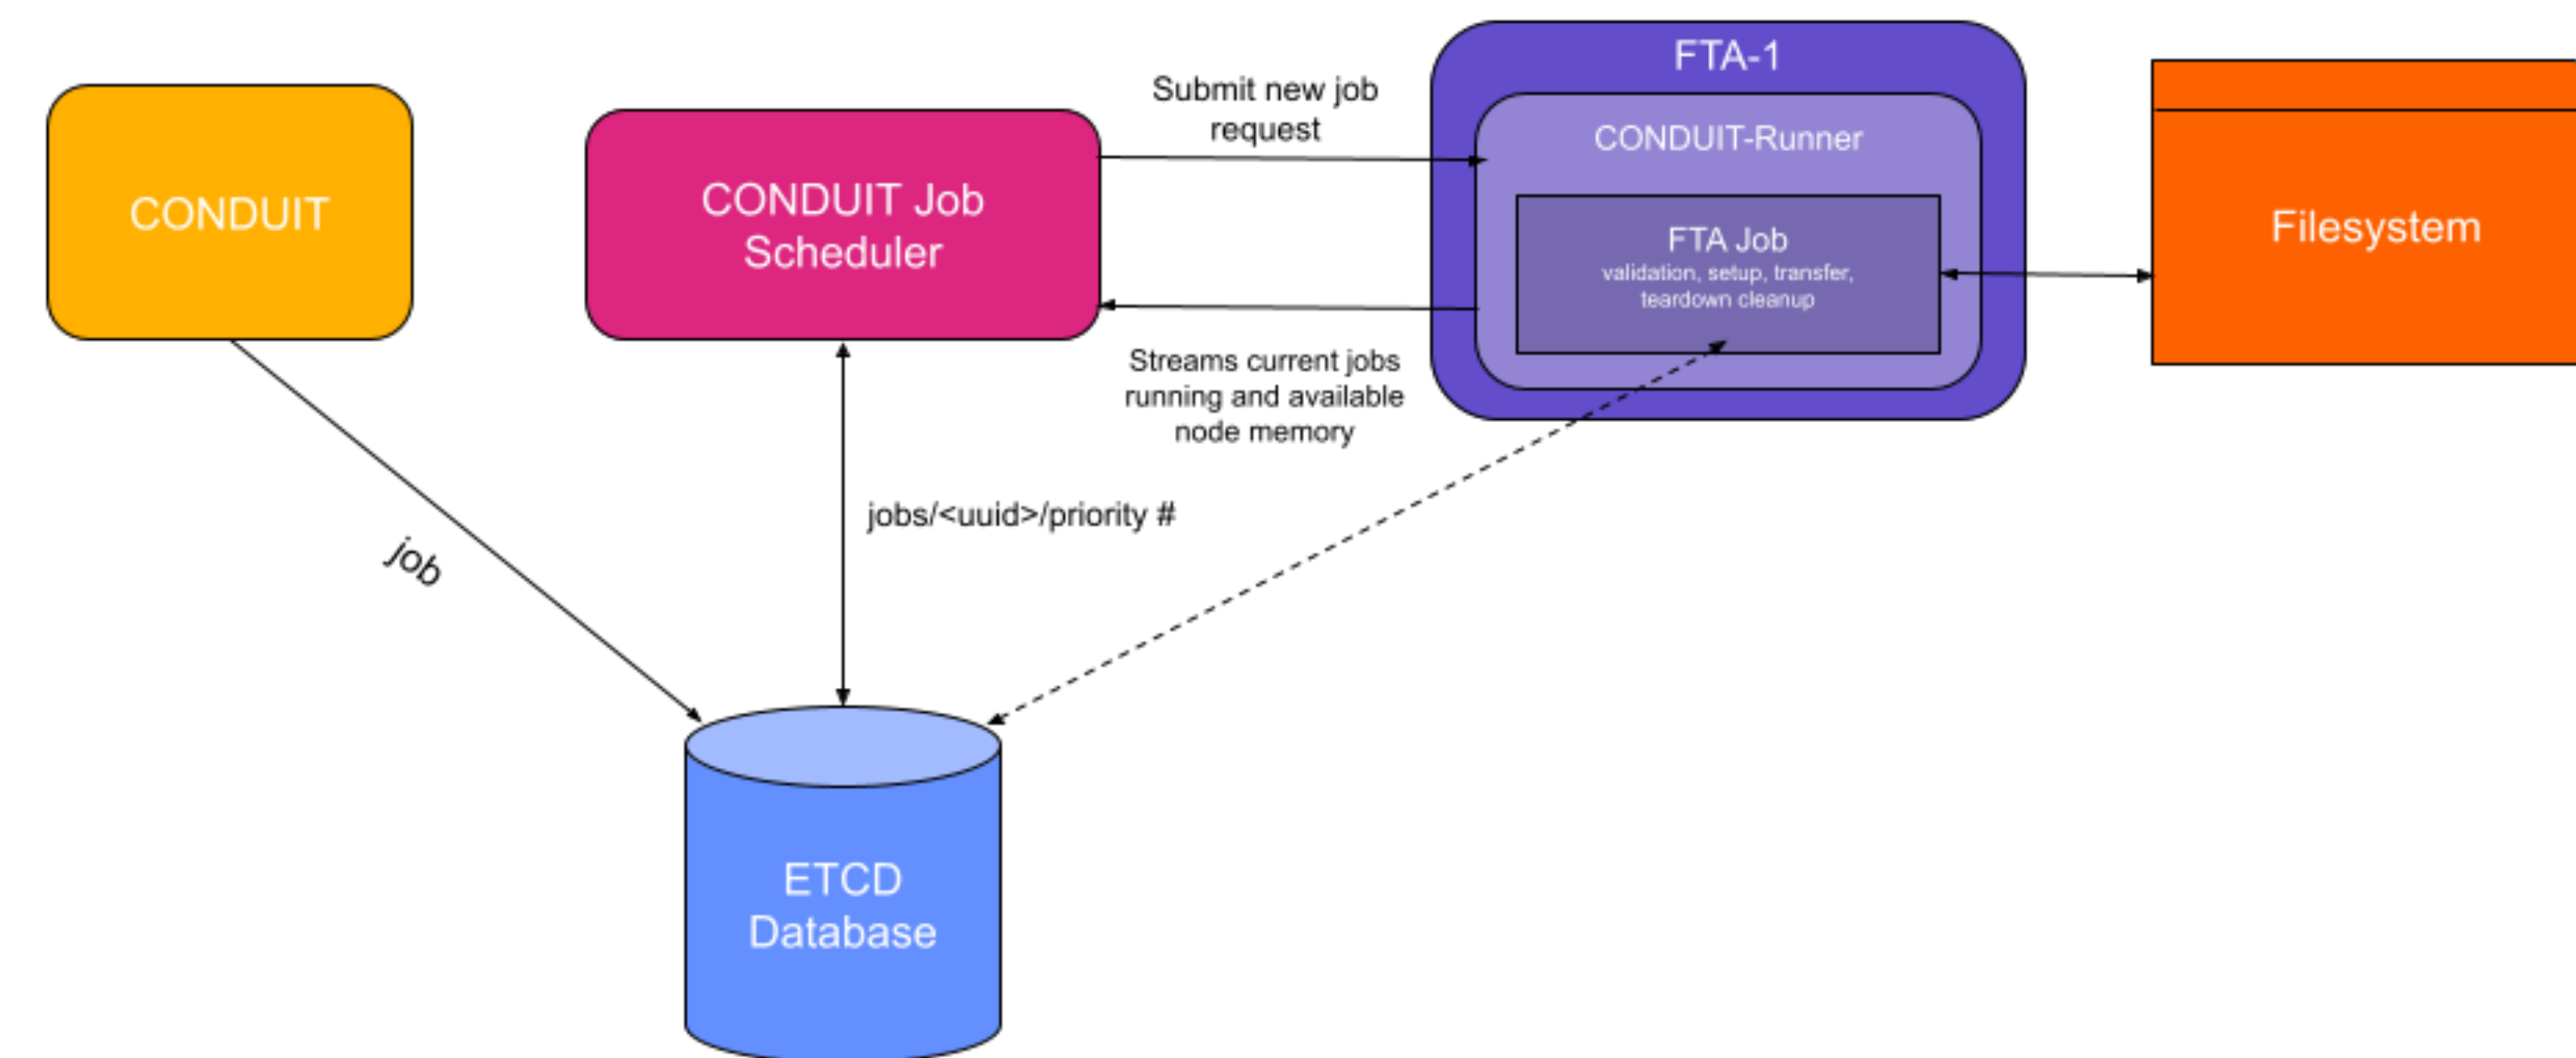 CONDUIT
CONDUIT Job
Scheduler
Submit new job
request
Streams current jobs
running and available
node memory
FTA-1
CONDUIT-Runner
FTA Job
validation, setup, transfer,
teardown cleanup
Filesystem
job
jobs/<uuid>/priority #
ETCD
Database